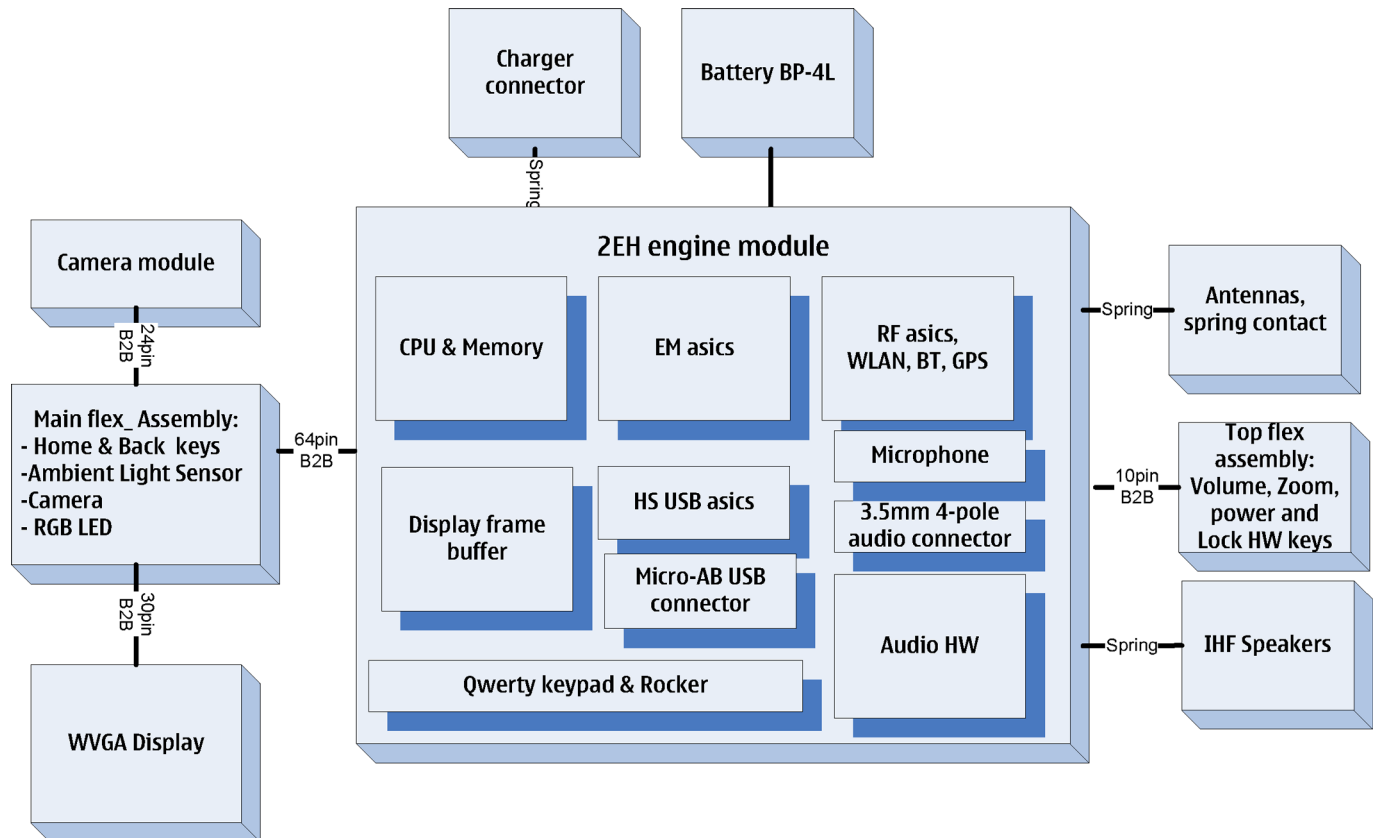 Charger
connector
Battery BP-4L
Spring
2EH engine module
Camera module
24pin
B2B
Main flex_ Assembly:
- Home & Back keys
-Ambient Light Sensor
-Camera
- RGB LED
64pin
B2B
30pin
B2B
WVGA Display
CPU & Memory
EM asics
RF asics,
WLAN, BT, GPS
Microphone
3.5mm 4-pole
audio connector
Display frame
buffer
HS USB asics
Micro-AB USB
connector
Audio HW
Qwerty keypad & Rocker
Spring
Antennas,
spring contact
10pin
B2B
Top flex
assembly:
Volume, Zoom,
power and
Lock HW keys
Spring
IHF Speakers